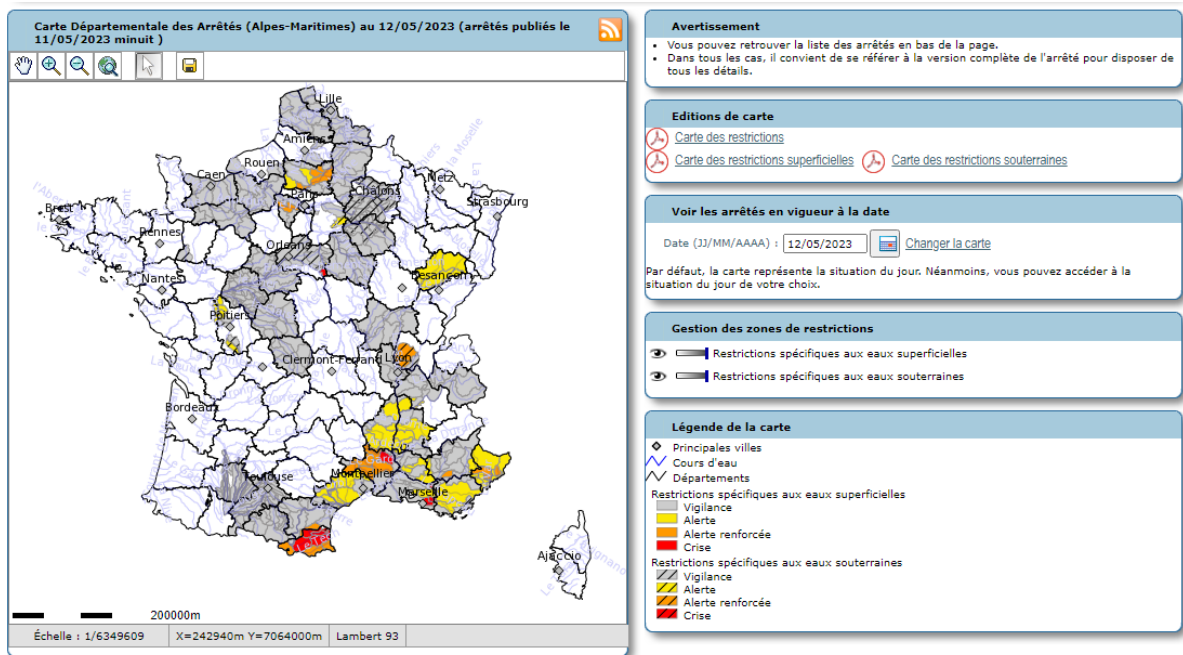 Carte Départementale des Arrêtés (Alpes-Maritimes) au 12/05/2023 (arrêtés publiés le
11/05/2023 minuit )
Lille
Amiens
Rouen
Caen
Paris
Châlons
Metz
Strasbourg
Brest
Rennes
Orléans
Besançon
Nantes
Poitiers
Clermont-Ferrand
Lyon
Bordeaux
Toulouse
Montpellier
Marseille
Ajaccio
200000m
Échelle : 1/6349609
X=242940m Y=7064000m
Lambert 93
Avertissement
Vous pouvez retrouver la liste des arrêtés en bas de la page.
Dans tous les cas, il convient de se référer à la version complète de l'arrêté pour disposer de
tous les détails.
Editions de carte
Carte des restrictions
Carte des restrictions superficielles Carte des restrictions souterraines
Voir les arrêtés en vigueur à la date
Date (JJ/MM/AAAA) : 12/05/2023 Changer la carte
Par défaut, la carte représente la situation du jour. Néanmoins, vous pouvez accéder à la
situation du jour de votre choix.
Gestion des zones de restrictions
Restrictions spécifiques aux eaux superficielles
Restrictions spécifiques aux eaux souterraines
Légende de la carte
Principales villes
Cours d'eau
Départements
Restrictions spécifiques aux eaux superficielles
Vigilance
Alerte
Alerte renforcée
Crise
Restrictions spécifiques aux eaux souterraines
Vigilance
Alerte
Alerte renforcée
Crise